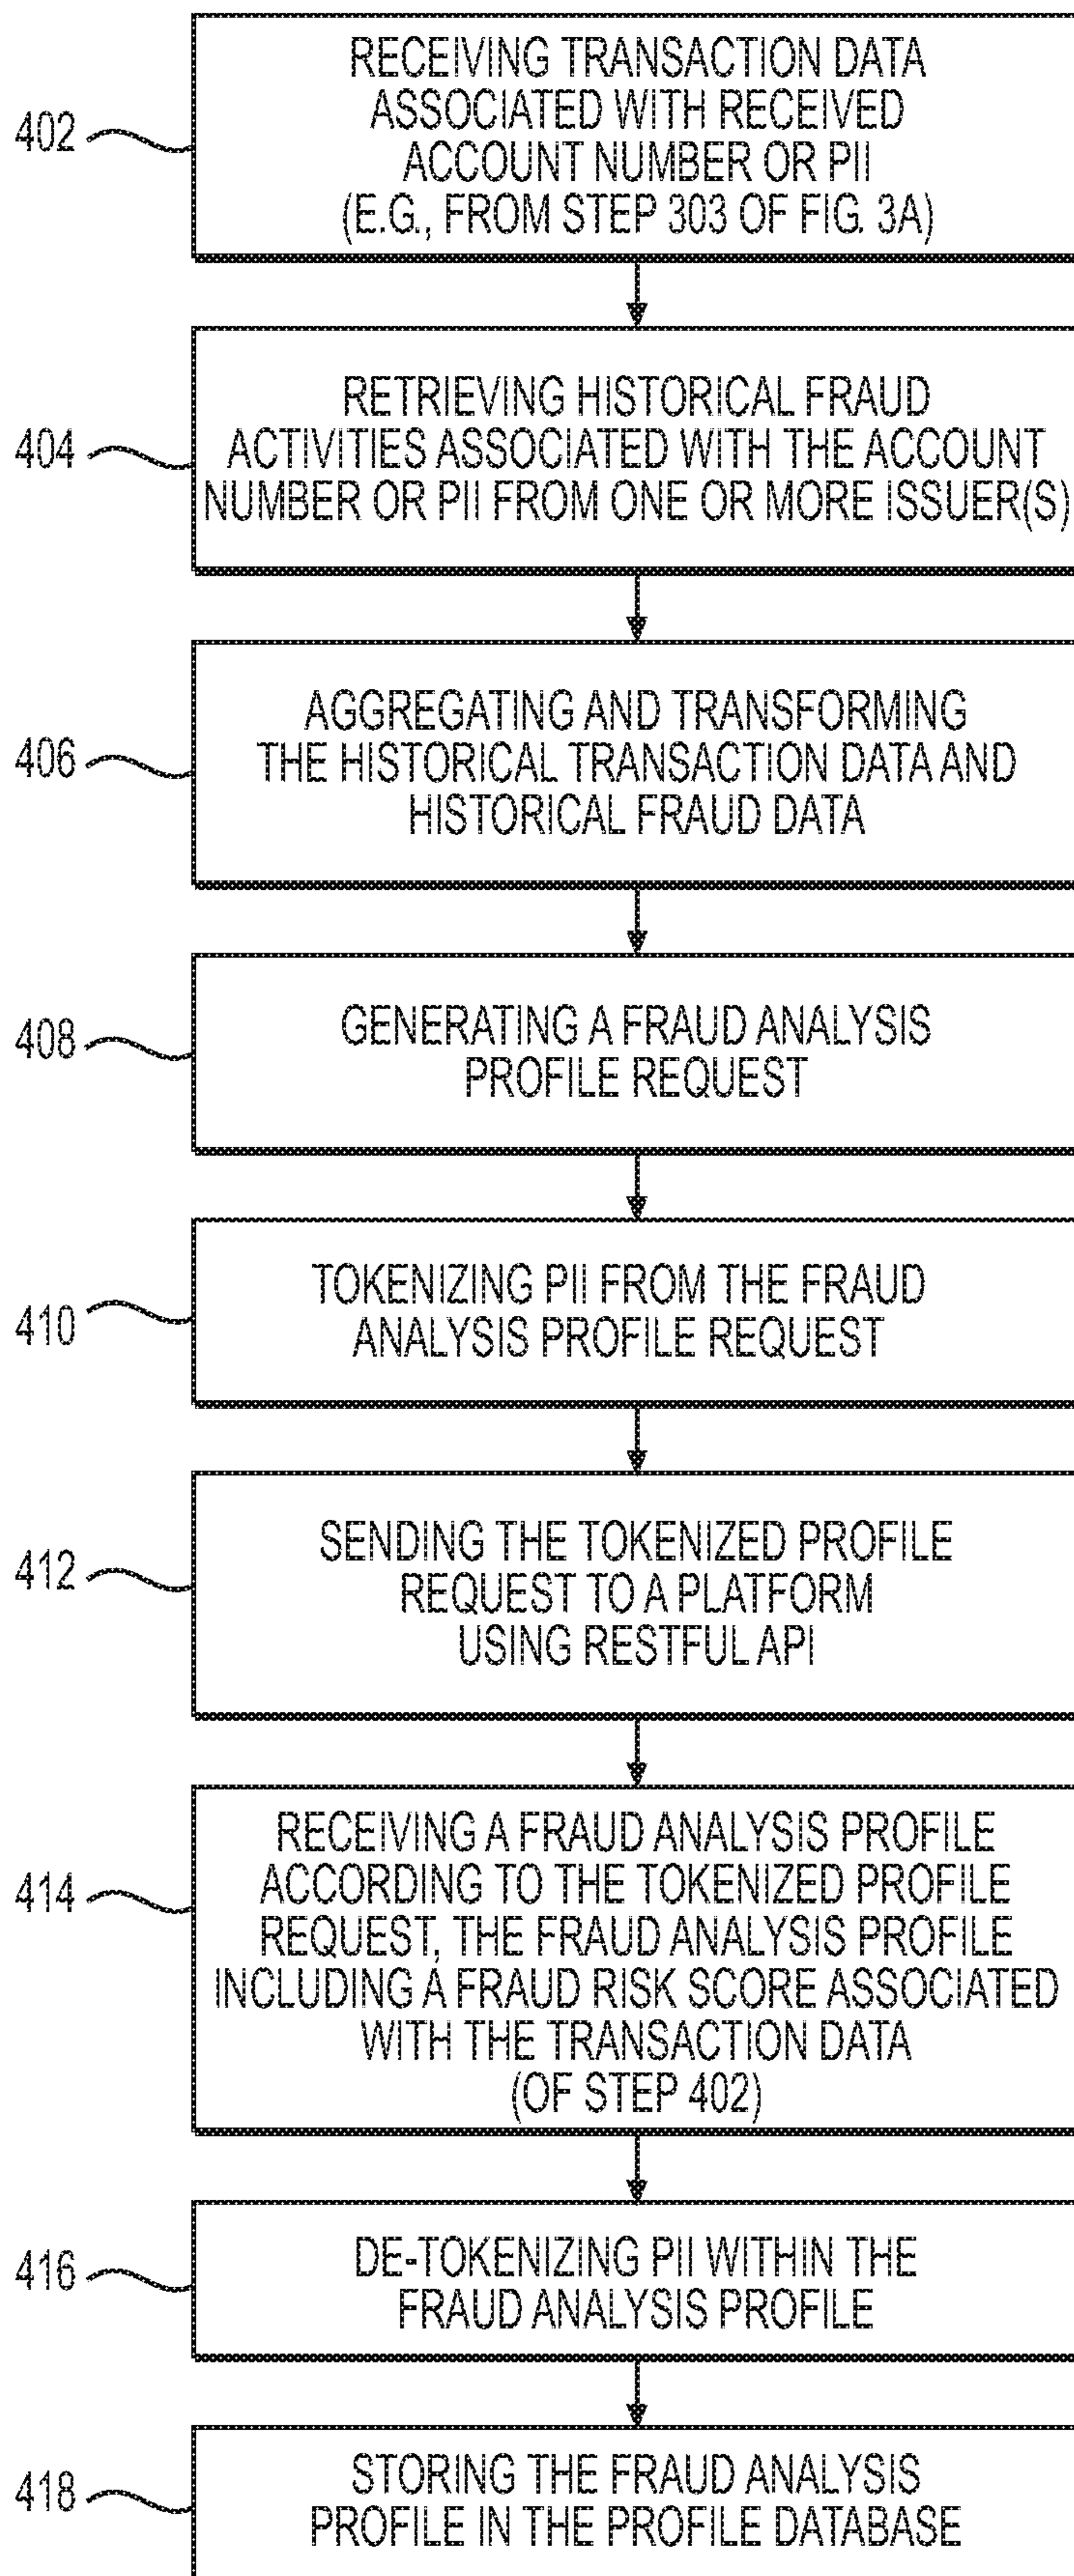 402
RECEIVING TRANSACTION DATA
ASSOCIATED WITH RECEIVED
ACCOUNT NUMBER OR PII
(E.G., FROM STEP 303 OF FIG. 3A)
404
RETRIEVING HISTORICAL FRAUD
ACTIVITIES ASSOCIATED WITH THE ACCOUNT
NUMBER OR PII FROM ONE OR MORE ISSUER(S)
406
AGGREGATING AND TRANSFORMING
THE HISTORICAL TRANSACTION DATA AND
HISTORICAL FRAUD DATA
408
GENERATING A FRAUD ANALYSIS
PROFILE REQUEST
410
TOKENIZING PII FROM THE FRAUD
ANALYSIS PROFILE REQUEST
412
SENDING THE TOKENIZED PROFILE
REQUEST TO A PLATFORM
USING RESTFUL API
414
RECEIVING A FRAUD ANALYSIS PROFILE
ACCORDING TO THE TOKENIZED PROFILE
REQUEST, THE FRAUD ANALYSIS PROFILE
INCLUDING A FRAUD RISK SCORE ASSOCIATED
WITH THE TRANSACTION DATA
(OF STEP 402)
416
DE-TOKENIZING PII WITHIN THE
FRAUD ANALYSIS PROFILE
418
STORING THE FRAUD ANALYSIS
PROFILE IN THE PROFILE DATABASE